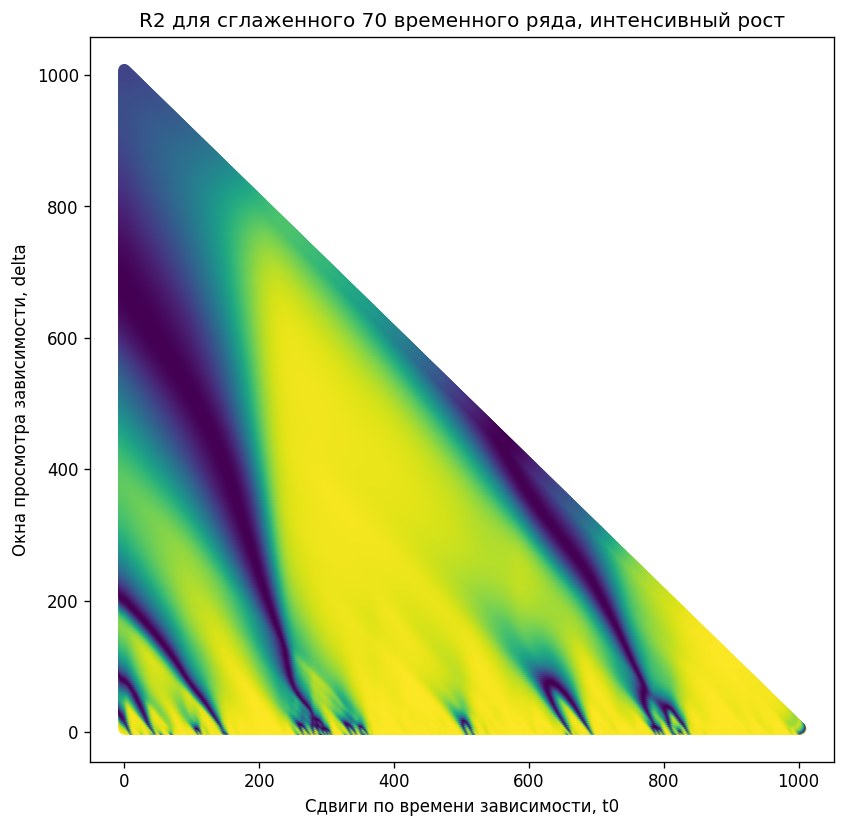 R2 для сглаженного 70 временного ряда, интенсивный рост
Окна просмотра зависимости, delta
1000
800
600
400
200
0
0 200 400 600 800 1000
Сдвиги по времени зависимости, t0